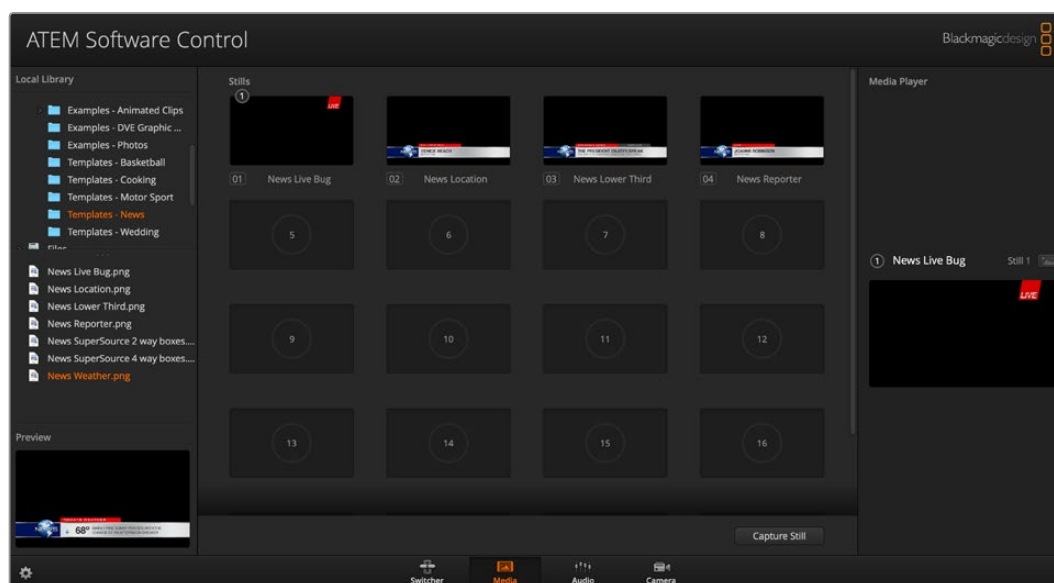 ATEM Software Control
Blackmagicdesign
Local Library
Examples - Animated Clips
Examples - DVE Graphic ...
Examples - Photos
Templates - Basketball
Templates - Cooking
Templates - Motor Sport
Templates - News
Templates - Wedding
Files
News Live Bug.png
News Location.png
News Lower Third.png
News Reporter.png
News SuperSource 2 way boxes....
News SuperSource 4 way boxes....
News Weather.png
Preview
68°
Stills
1
LIVE
VENICE BEACH
01 News Live Bug
02 News Location
03 News Lower Third
04 News Reporter
5 6 7 8
9 10 11 12
13 14 15 16
Capture Still
Media Player
1 News Live Bug Still 1
LIVE
Switcher Media Audio Camera